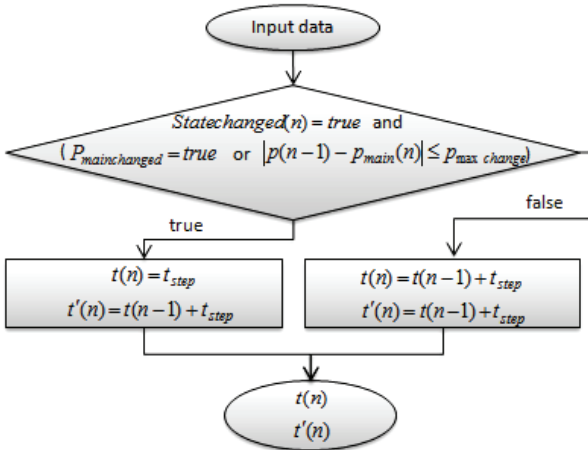 Input data
Statechanged(n) = true and
( P_mainchanged = true or |p(n−1) − p_main(n)| ≤ p_max change)
true
false
t(n) = t_step
t'(n) = t(n−1) + t_step
t(n) = t(n−1) + t_step
t'(n) = t(n−1) + t_step
t(n)
t'(n)